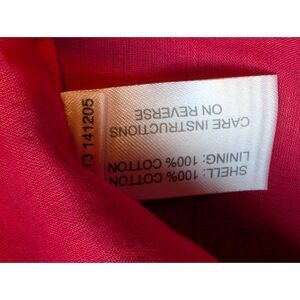 SHELL: 100% COTTON
LINING: 100% COTTON
CARE INSTRUCTIONS
ON REVERSE
13 141205